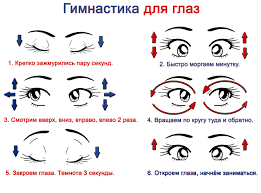 Гимнастика для глаз
1. Крепко зажмурились пару секунд.
2. Быстро моргаем минутку.
3. Смотрим вверх, вниз, вправо, влево 2 раза.
4. Вращаем по кругу туда и обратно.
5. Закроем глаза. Темнота 3 секунды.
6. Откроем глаза, начнём заниматься.